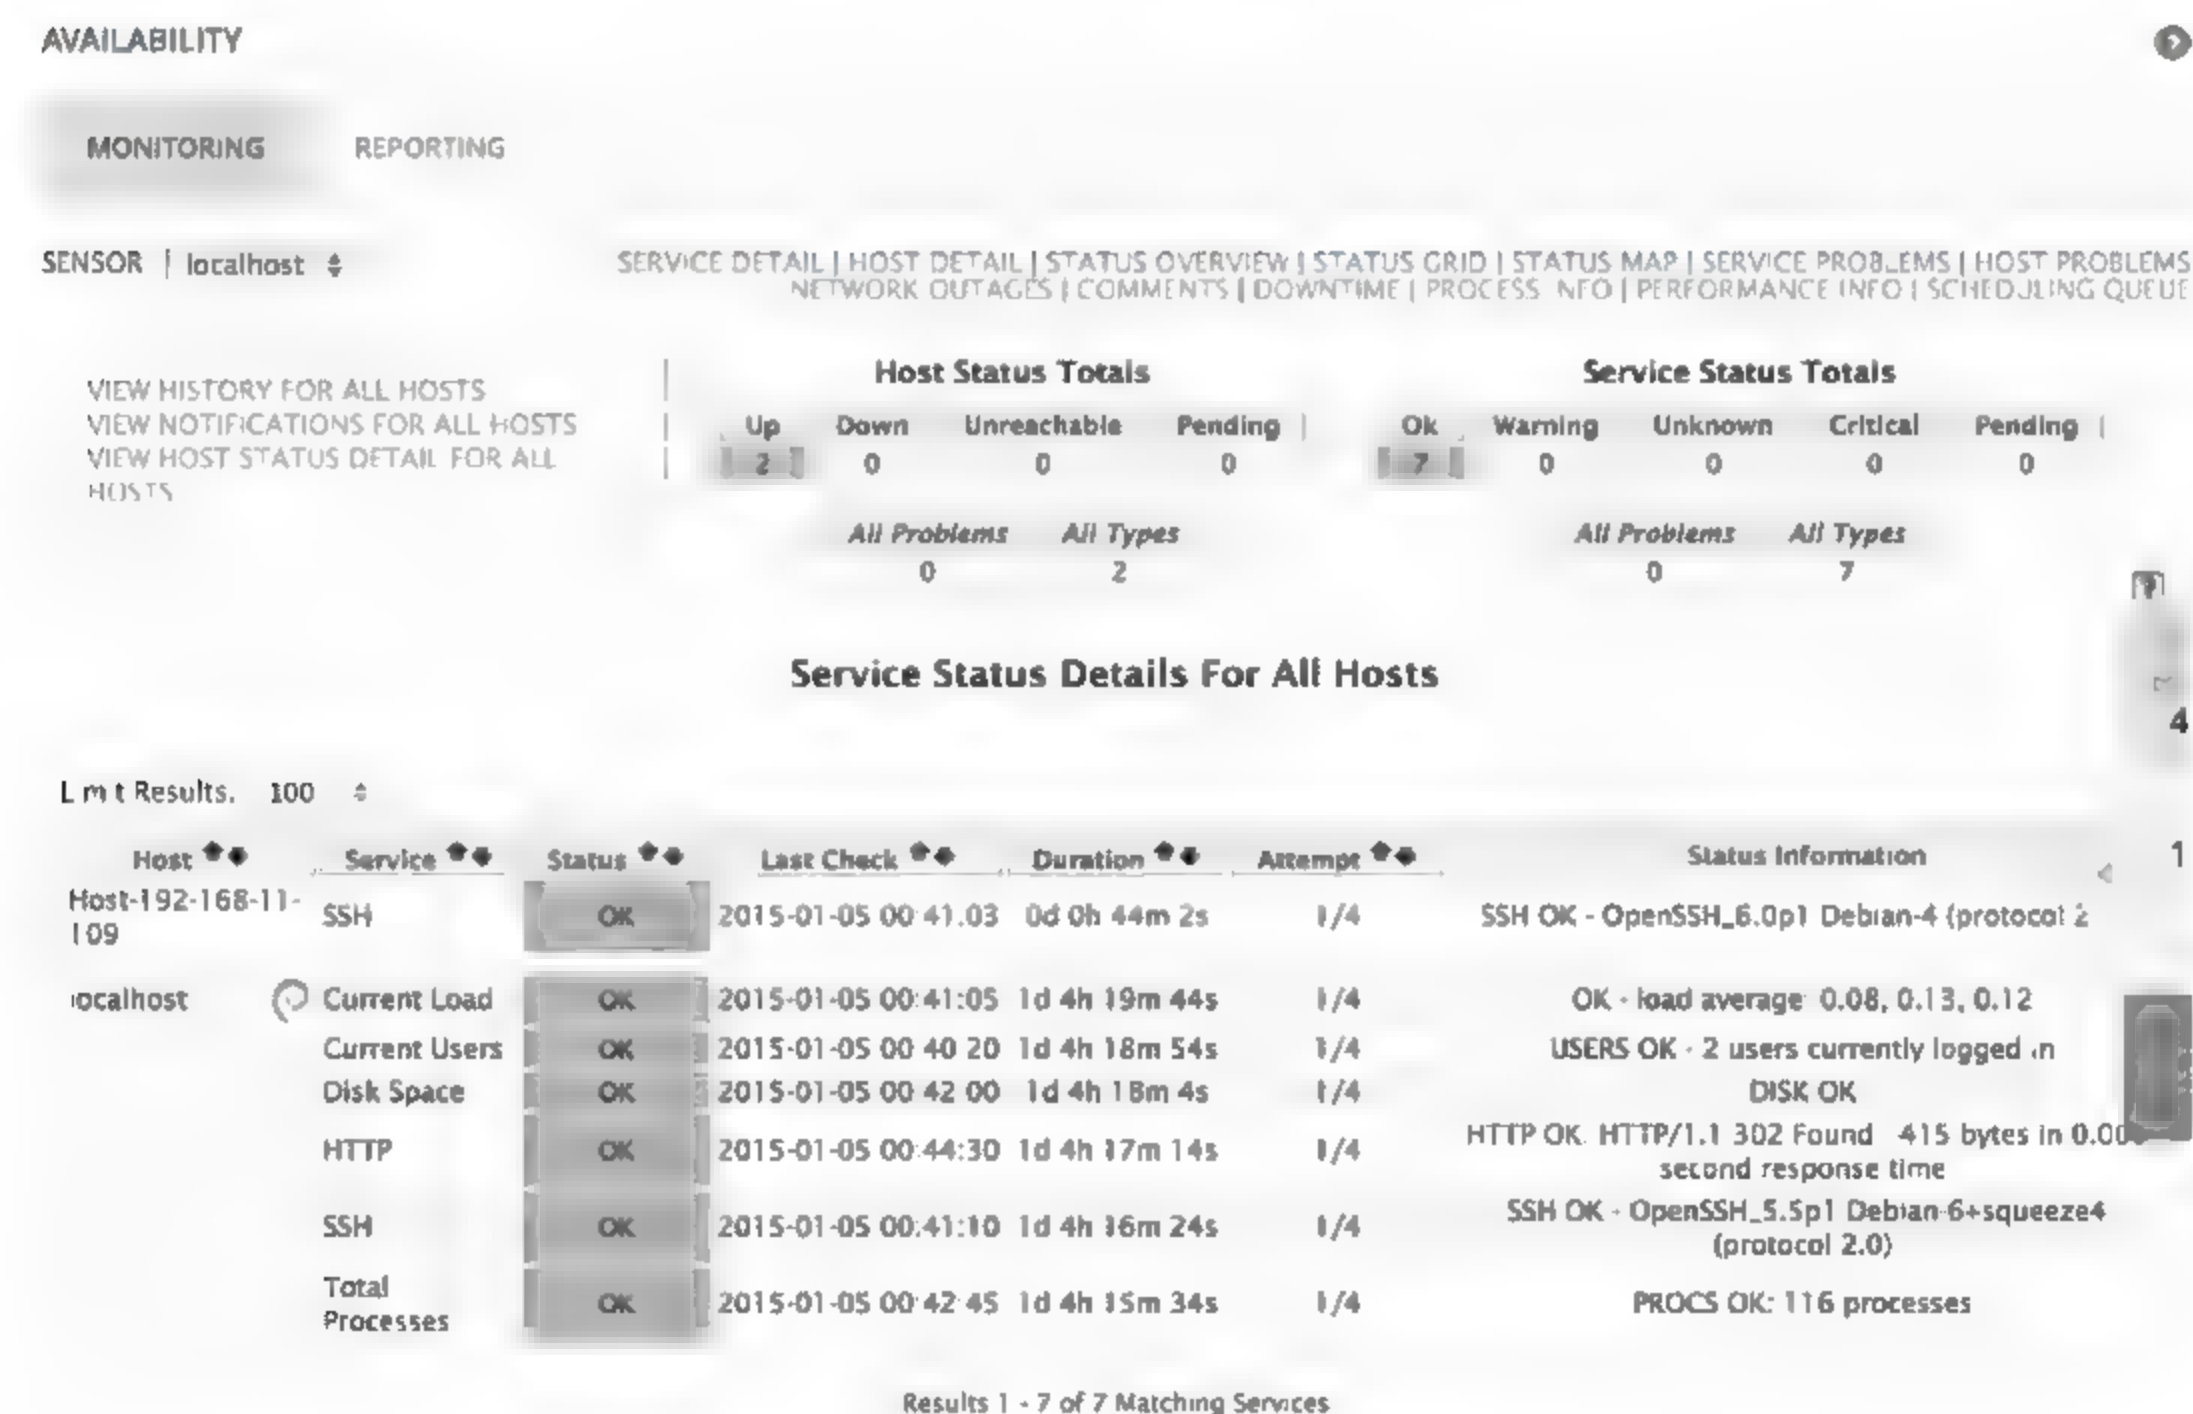 AVAILABILITY
MONITORING REPORTING
SENSOR | localhost
SERVICE DETAIL | HOST DETAIL | STATUS OVERVIEW | STATUS GRID | STATUS MAP | SERVICE PROBLEMS | HOST PROBLEMS
NETWORK OUTAGES | COMMENTS | DOWNTIME | PROCESS INFO | PERFORMANCE INFO | SCHEDULING QUEUE
VIEW HISTORY FOR ALL HOSTS
VIEW NOTIFICATIONS FOR ALL HOSTS
VIEW HOST STATUS DETAIL FOR ALL
HOSTS
Host Status Totals
Up Down Unreachable Pending
2 0 0 0
All Problems All Types
0 2
Service Status Totals
Ok Warning Unknown Critical Pending
7 0 0 0 0
All Problems All Types
0 7
Service Status Details For All Hosts
4
Limit Results. 100
Host Service Status Last Check Duration Attempt Status Information
1
Host-192-168-11-
109
SSH OK 2015-01-05 00:41:03 0d 0h 44m 2s 1/4 SSH OK - OpenSSH_6.0p1 Debian-4 (protocol 2
localhost Current Load OK 2015-01-05 00:41:05 1d 4h 19m 44s 1/4 OK - load average: 0.08, 0.13, 0.12
Current Users OK 2015-01-05 00:40:20 1d 4h 18m 54s 1/4 USERS OK - 2 users currently logged in
Disk Space OK 2015-01-05 00:42:00 1d 4h 18m 4s 1/4 DISK OK
HTTP OK 2015-01-05 00:44:30 1d 4h 17m 14s 1/4 HTTP OK: HTTP/1.1 302 Found - 415 bytes in
second response time
SSH OK 2015-01-05 00:41:10 1d 4h 16m 24s 1/4 SSH OK - OpenSSH_5.5p1 Debian-6+squeeze4
(protocol 2.0)
Total
Processes
OK 2015-01-05 00:42:45 1d 4h 15m 34s 1/4 PROCS OK: 116 processes
Results 1 - 7 of 7 Matching Services